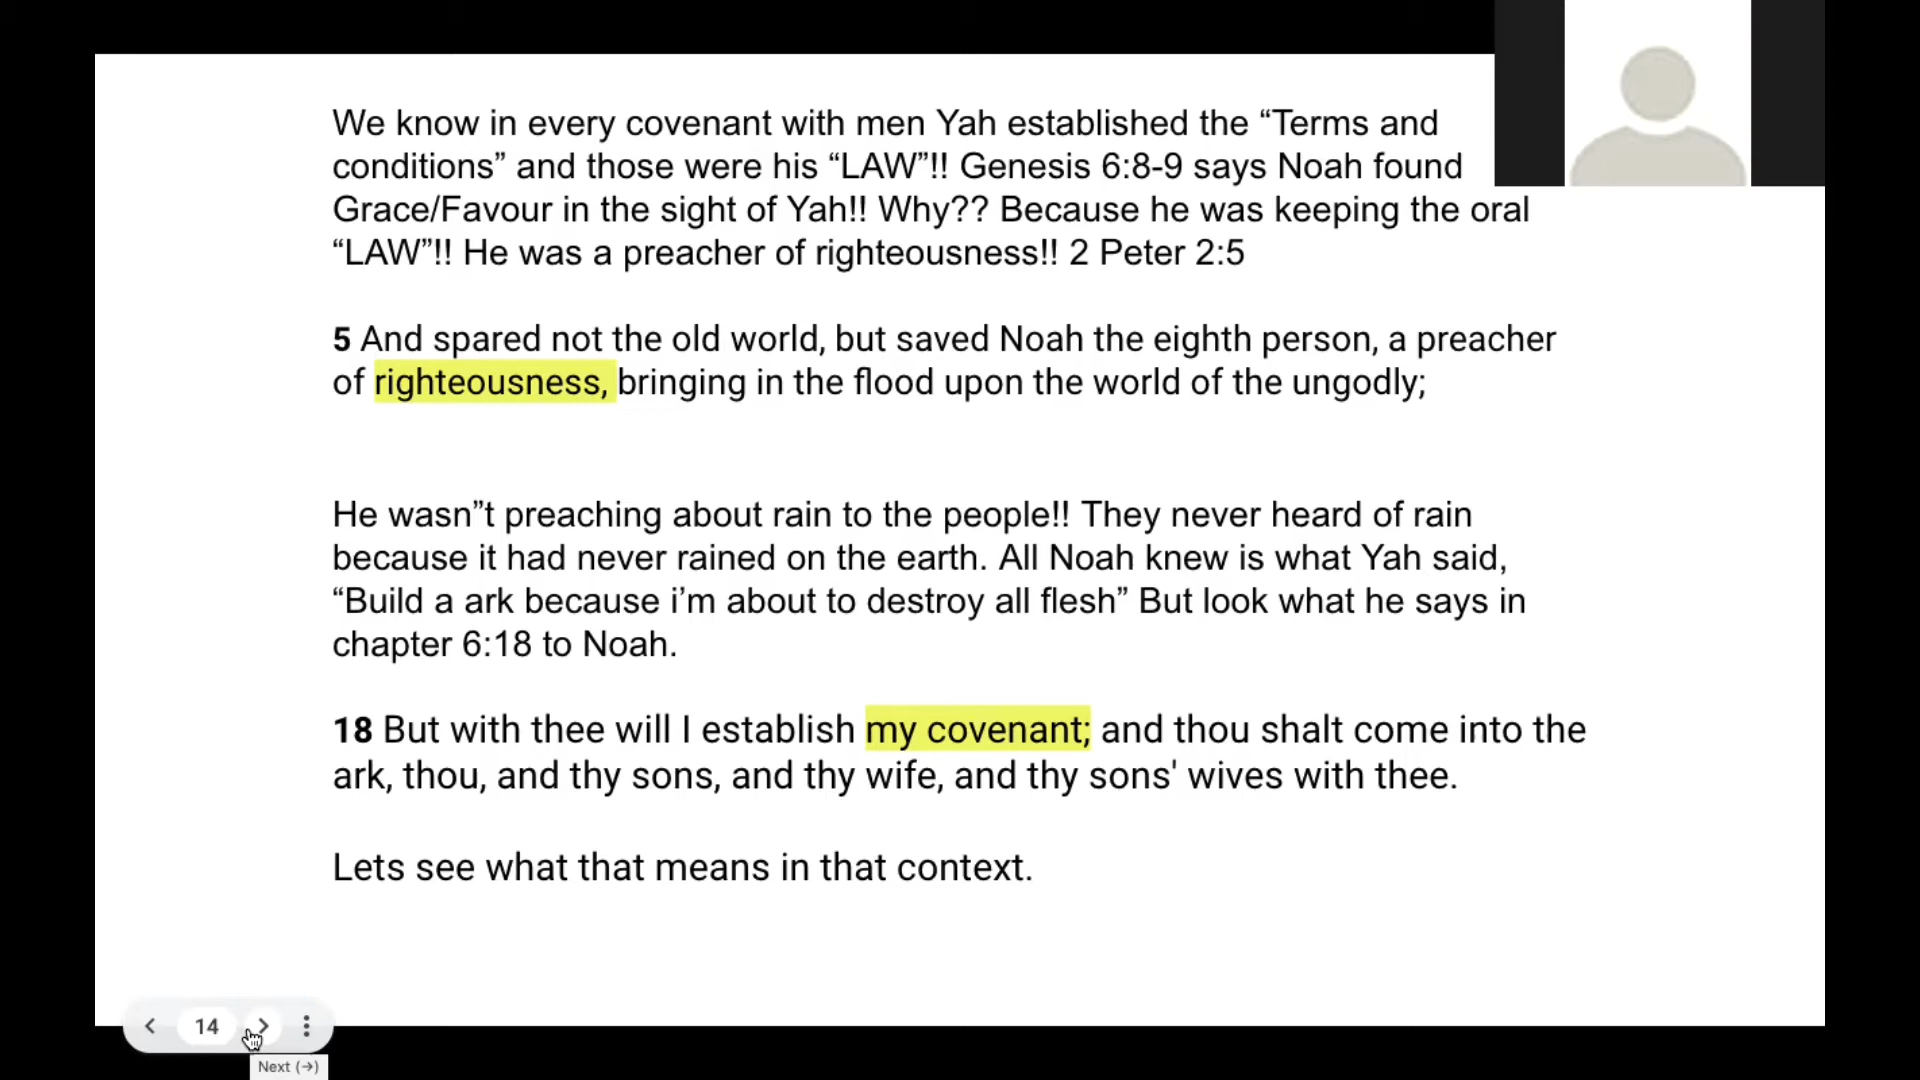 We know in every covenant with men Yah established the “Terms and
conditions” and those were his “LAW”!! Genesis 6:8-9 says Noah found
Grace/Favour in the sight of Yah!! Why?? Because he was keeping the oral
“LAW”!! He was a preacher of righteousness!! 2 Peter 2:5
5 And spared not the old world, but saved Noah the eighth person, a preacher
of righteousness, bringing in the flood upon the world of the ungodly;
He wasn”t preaching about rain to the people!! They never heard of rain
because it had never rained on the earth. All Noah knew is what Yah said,
“Build a ark because i’m about to destroy all flesh” But look what he says in
chapter 6:18 to Noah.
18 But with thee will I establish my covenant; and thou shalt come into the
ark, thou, and thy sons, and thy wife, and thy sons' wives with thee.
Lets see what that means in that context.
14
Next (→)